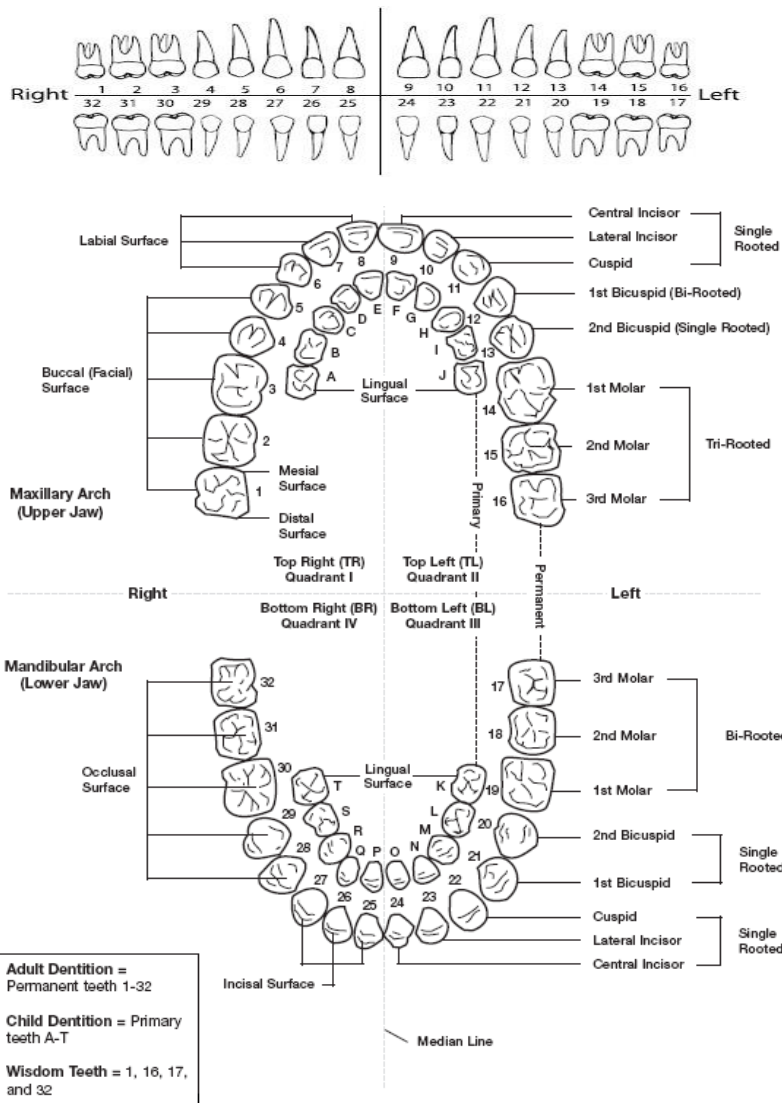 1 2 3 4 5 6 7 8 9 10 11 12 13 14 15 16
Right Left
32 31 30 29 28 27 26 25 24 23 22 21 20 19 18 17
Central Incisor
Labial Surface
Lateral Incisor
Single
Rooted
Cuspid
8 9
7 10
6 11
1st Bicuspid (Bi-Rooted)
5 E F
D G
12
C H
2nd Bicuspid (Single Rooted)
4 B I 13
Buccal (Facial)
Surface
3 A J
Lingual
Surface
1st Molar
14
2
15
2nd Molar
Tri-Rooted
Mesial
Surface
1
16
3rd Molar
Maxillary Arch
(Upper Jaw)
Distal
Surface
Primary
Top Right (TR)
Quadrant I
Top Left (TL)
Quadrant II
Permanent
Right Left
Bottom Right (BR)
Quadrant IV
Bottom Left (BL)
Quadrant III
Mandibular Arch
(Lower Jaw)
32 17
3rd Molar
31 18
2nd Molar
Bi-Rooted
Occlusal
Surface
30 T
Lingual
Surface
K 19
1st Molar
29 S L 20
2nd Bicuspid
28 R M 21
Q P O N
Single
Rooted
27 22
1st Bicuspid
26 25 24 23
Cuspid
Lateral Incisor
Single
Rooted
Central Incisor
Incisal Surface
Adult Dentition =
Permanent teeth 1-32
Child Dentition = Primary
teeth A-T
Wisdom Teeth = 1, 16, 17,
and 32
Median Line